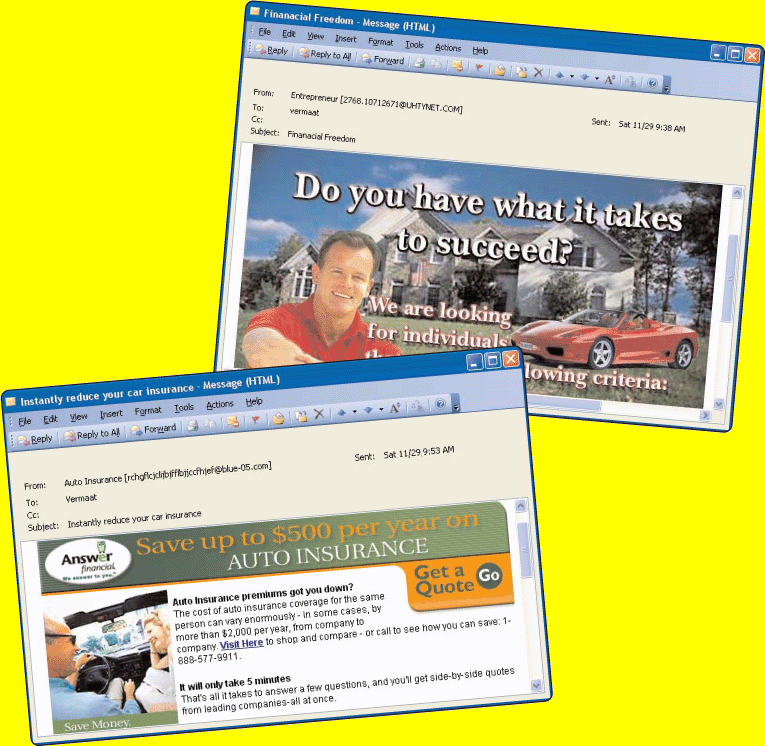 Finanacial Freedom - Message (HTML)
File Edit View Insert Format Tools Actions Help
Reply Reply to All Forward
From: Entrepreneur [2768.10712671@UHTYNET.COM] Sent: Sat 11/29 9:38 AM
To: vermaat
Cc:
Subject: Finanacial Freedom
Do you have what it takes
to succeed?
We are looking
for individuals
lowing criteria:
Instantly reduce your car insurance - Message (HTML)
File Edit View Insert Format Tools Actions Help
Reply Reply to All Forward
From: Auto Insurance Sent: Sat 11/29 9:53 AM
To: Vermaat
Cc:
Subject: Instantly reduce your car insurance
Answer
financial.
We answer to you.
Save up to $500 per year on
AUTO INSURANCE
Get a
Quote Go
Auto Insurance premiums got you down?
The cost of auto insurance coverage for the same
person can vary enormously - in some cases, by
more than $2,000 per year, from company to
company. Visit Here to shop and compare - or call to see how you can save: 1-
888-577-9911.
It will only take 5 minutes
That's all it takes to answer a few questions, and you'll get side-by-side quotes
from leading companies-all at once.
Save Money.